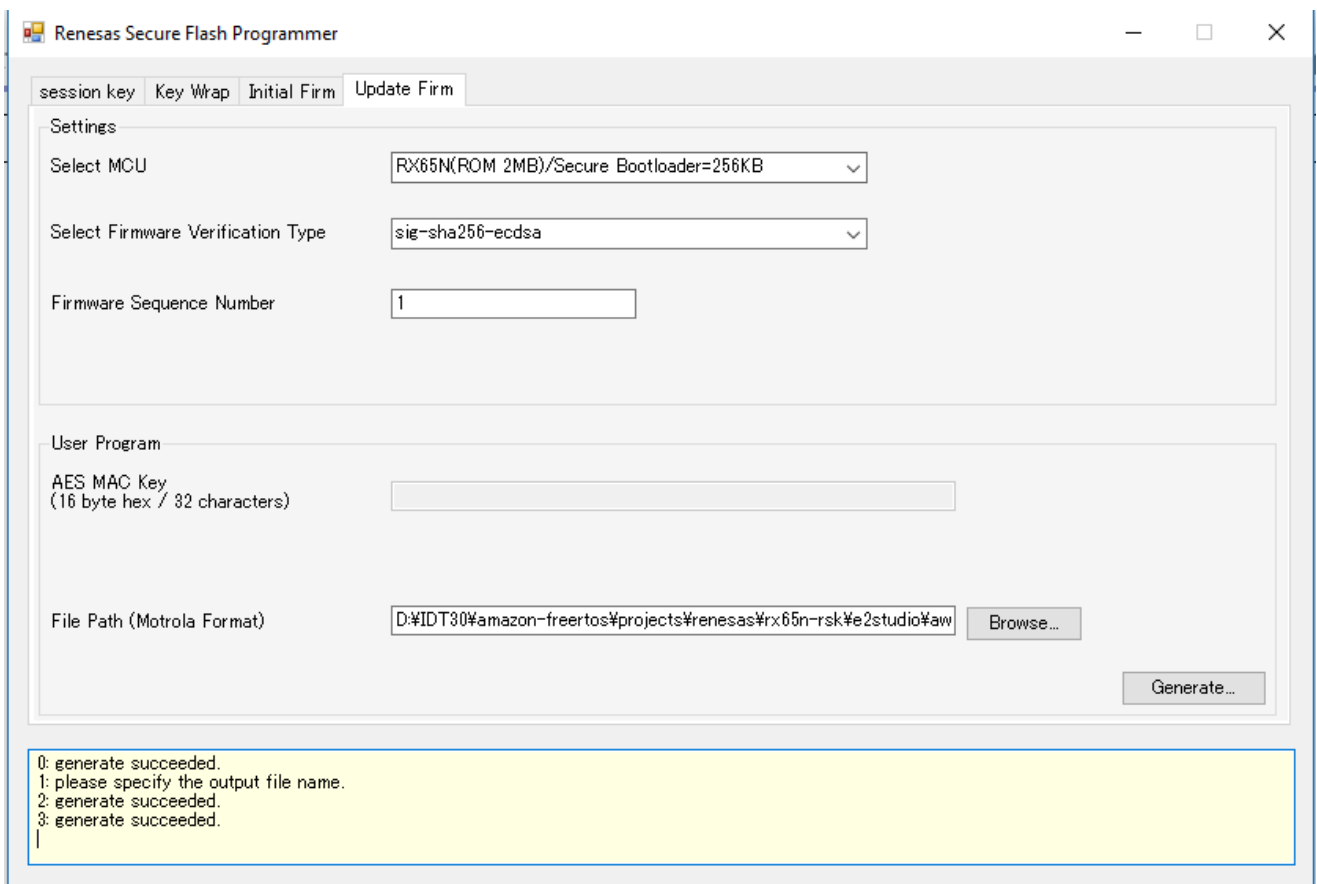 Renesas Secure Flash Programmer
session key Key Wrap Initial Firm Update Firm
Settings
Select MCU RX65N(ROM 2MB)/Secure Bootloader=256KB
Select Firmware Verification Type sig-sha256-ecdsa
Firmware Sequence Number 1
User Program
AES MAC Key
(16 byte hex / 32 characters)
File Path (Motrola Format) D:¥IDT30¥amazon-freertos¥projects¥renesas¥rx65n-rsk¥e2studio¥aw Browse...
Generate...
0: generate succeeded.
1: please specify the output file name.
2: generate succeeded.
3: generate succeeded.